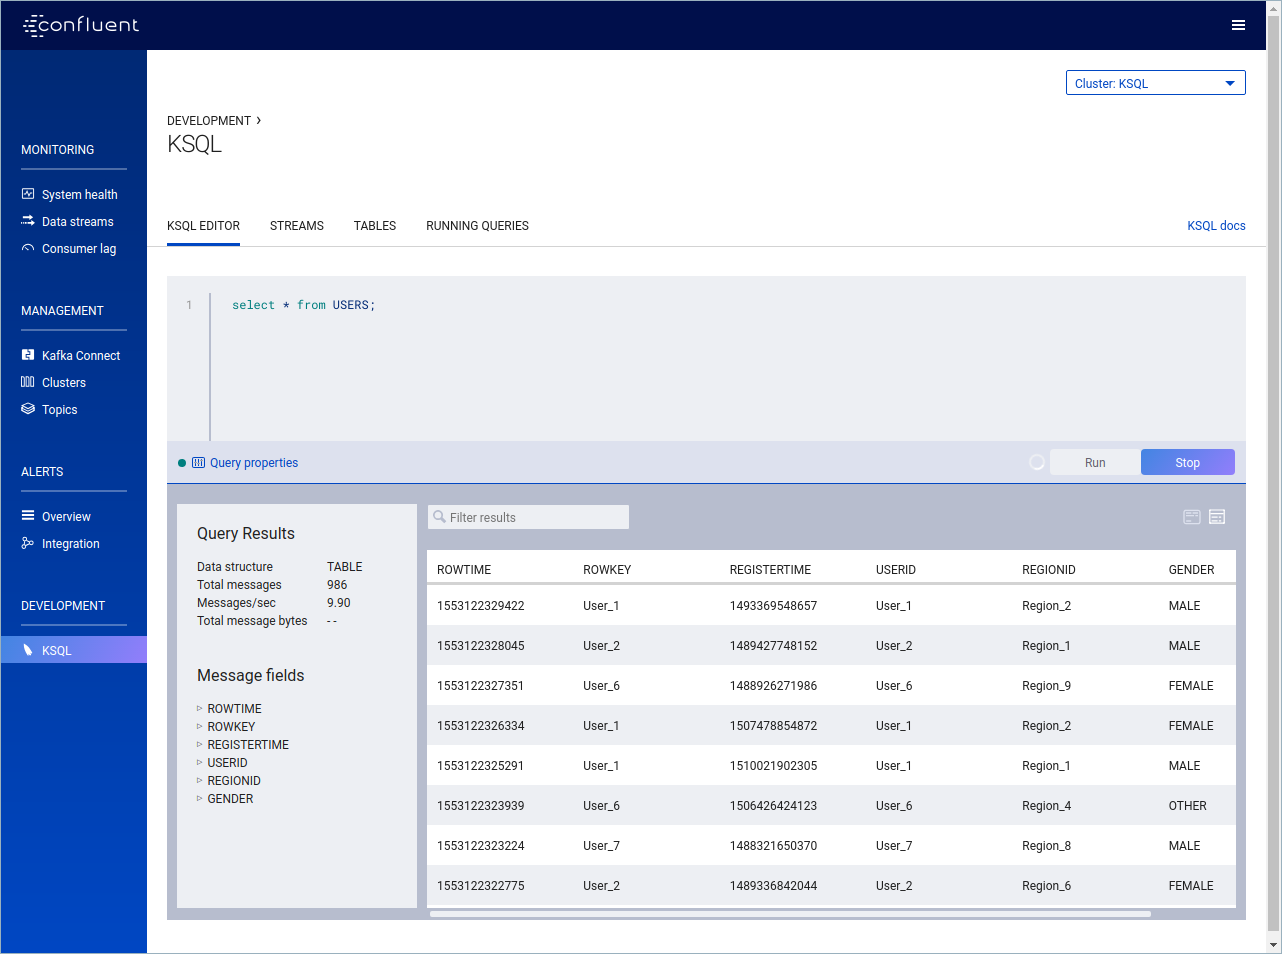 confluent
Cluster: KSQL
DEVELOPMENT ›
KSQL
MONITORING
System health
Data streams
Consumer lag
MANAGEMENT
Kafka Connect
Clusters
Topics
ALERTS
Overview
Integration
DEVELOPMENT
KSQL
KSQL EDITOR STREAMS TABLES RUNNING QUERIES KSQL docs
1 select * from USERS;
Query properties Run Stop
Query Results
Data structure TABLE
Total messages 986
Messages/sec 9.90
Total message bytes - -
Message fields
ROWTIME
ROWKEY
REGISTERTIME
USERID
REGIONID
GENDER
Filter results
ROWTIME ROWKEY REGISTERTIME USERID REGIONID GENDER
1553122329422 User_1 1493369548657 User_1 Region_2 MALE
1553122328045 User_2 1489427748152 User_2 Region_1 MALE
1553122327351 User_6 1488926271986 User_6 Region_9 FEMALE
1553122326334 User_1 1507478854872 User_1 Region_2 FEMALE
1553122325291 User_1 1510021902305 User_1 Region_1 MALE
1553122323939 User_6 1506426424123 User_6 Region_4 OTHER
1553122323224 User_7 1488321650370 User_7 Region_8 MALE
1553122322775 User_2 1489336842044 User_2 Region_6 FEMALE